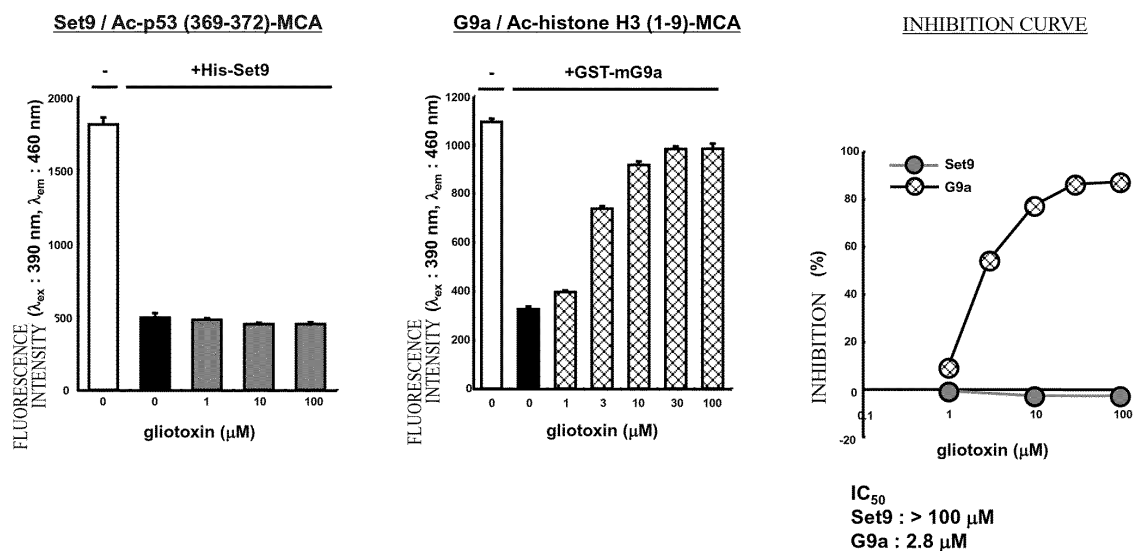 Set9 / Ac-p53 (369-372)-MCA
- +His-Set9
FLUORESCENCE
INTENSITY (λex : 390 nm, λem : 460 nm)
2000
1500
1000
500
0
0 0 1 10 100
gliotoxin (μM)
G9a / Ac-histone H3 (1-9)-MCA
- +GST-mG9a
FLUORESCENCE
INTENSITY (λex : 390 nm, λem : 460 nm)
1200
1000
800
600
400
200
0
0 0 1 3 10 30 100
gliotoxin (μM)
INHIBITION CURVE
INHIBITION (%)
100
80
60
40
20
0
-20
Set9
G9a
0.1 1 10 100
gliotoxin (μM)
IC50
Set9 : > 100 μM
G9a : 2.8 μM